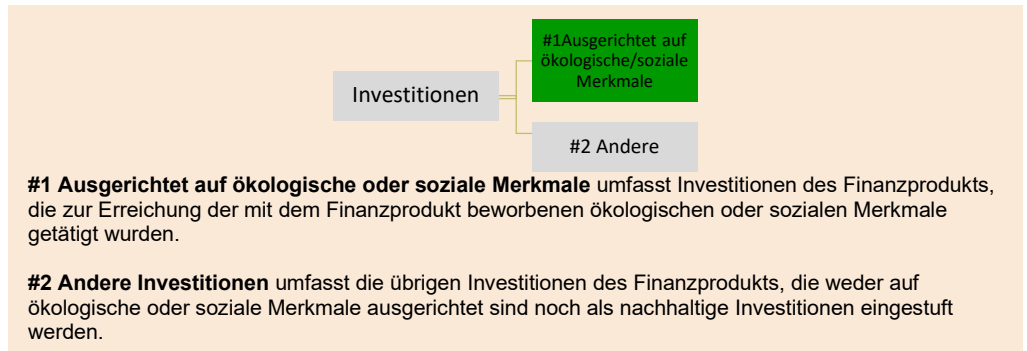 #1Ausgerichtet auf
ökologische/soziale
Merkmale
Investitionen
#2 Andere
#1 Ausgerichtet auf ökologische oder soziale Merkmale umfasst Investitionen des Finanzprodukts,
die zur Erreichung der mit dem Finanzprodukt beworbenen ökologischen oder sozialen Merkmale
getätigt wurden.
#2 Andere Investitionen umfasst die übrigen Investitionen des Finanzprodukts, die weder auf
ökologische oder soziale Merkmale ausgerichtet sind noch als nachhaltige Investitionen eingestuft
werden.